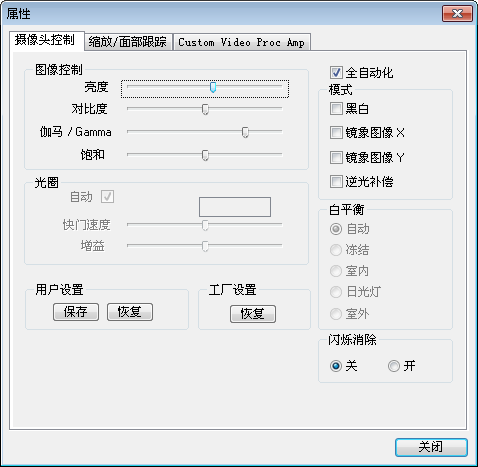 属性
摄像头控制 缩放/面部跟踪 Custom Video Proc Amp
图像控制
亮度
对比度
伽马 / Gamma
饱和
光圈
自动
快门速度
增益
用户设置
保存 恢复
工厂设置
恢复
全自动化
模式
黑白
镜象图像 X
镜象图像 Y
逆光补偿
白平衡
自动
冻结
室内
日光灯
室外
闪烁消除
关 开
关闭